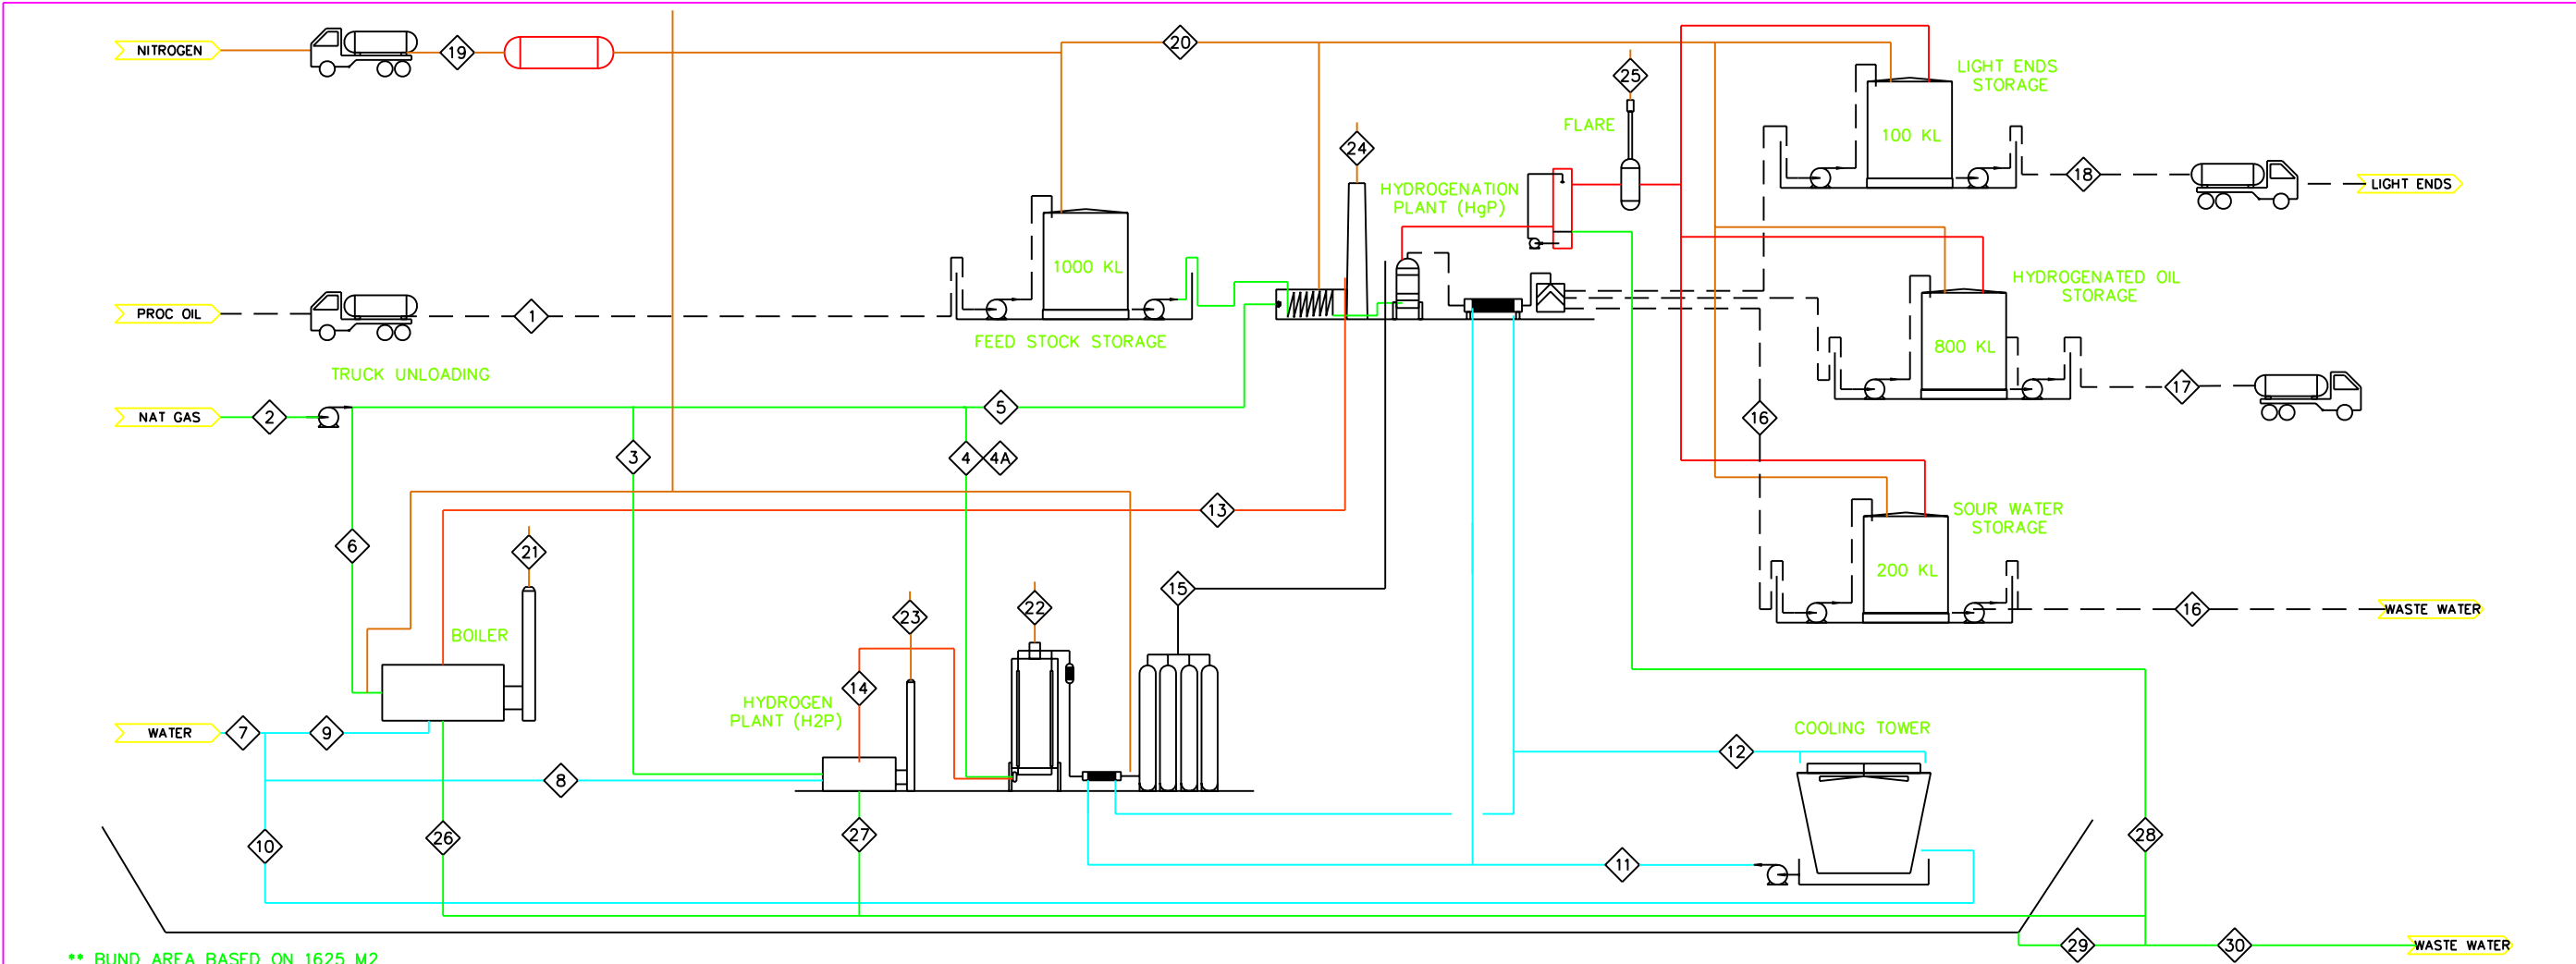 NITROGEN
19
20
25
LIGHT ENDS
STORAGE
FLARE
100 KL
24
HYDROGENATION
PLANT (HgP)
18
LIGHT ENDS
1000 KL
HYDROGENATED OIL
STORAGE
PROC OIL
1
FEED STOCK STORAGE
800 KL
TRUCK UNLOADING
17
NAT GAS
2
5
16
3
4
4A
13
SOUR WATER
STORAGE
6
21
200 KL
15
22
23
16
WASTE WATER
BOILER
14
HYDROGEN
PLANT (H2P)
WATER
7
9
COOLING TOWER
12
8
10
26
27
28
11
29
30
WASTE WATER
** BUND AREA BASED ON 1625 M2